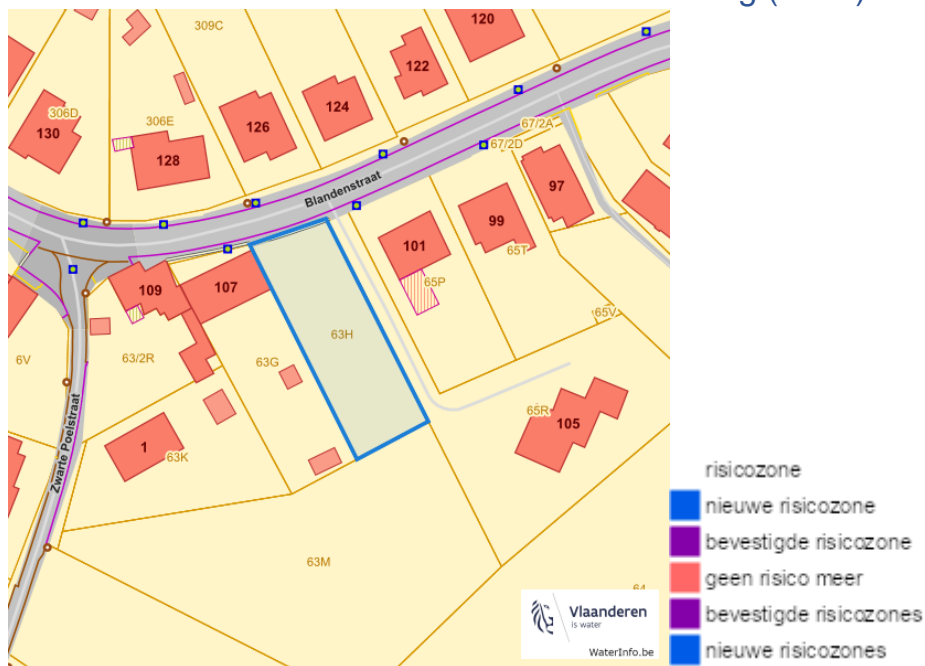 309C
120
122
124
126
306D
130
306E
128
67/2A
67/2D
97
Blandenstraat
99
101
65T
65P
109
107
65V
63H
6V
63/2R
63G
65R
105
1
63K
Zwarte Poelstraat
63M
Vlaanderen
is water
WaterInfo.be
risicozone
nieuwe risicozone
bevestigde risicozone
geen risico meer
bevestigde risicozones
nieuwe risicozones